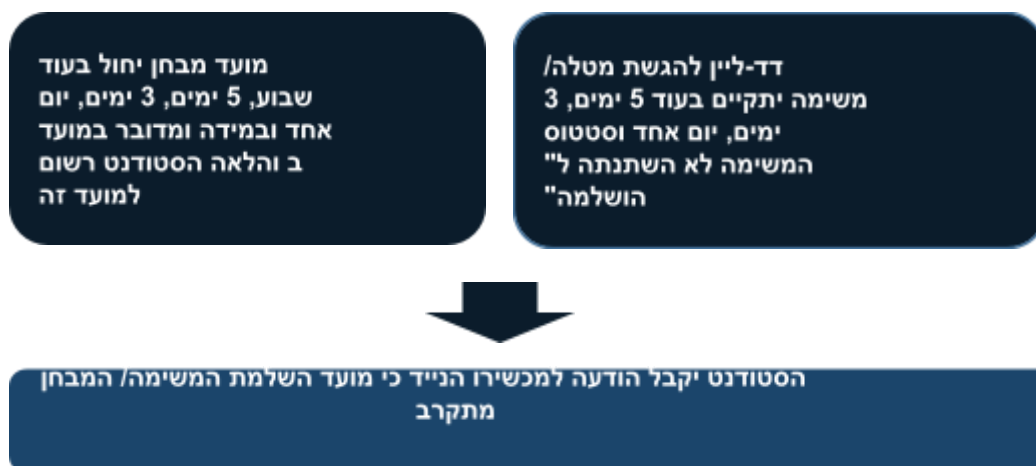 דד-ליין להגשת מטלה/
משימה יתקיים בעוד 5 ימים, 3
ימים, יום אחד וסטטוס
המשימה לא השתנתה ל"
הושלמה"
מועד מבחן יחול בעוד
שבוע, 5 ימים, 3 ימים, יום
אחד ובמידה ומדובר במועד
ב והלאה הסטודנט רשום
למועד זה
הסטודנט יקבל הודעה למכשירו הנייד כי מועד השלמת המשימה/ המבחן
מתקרב